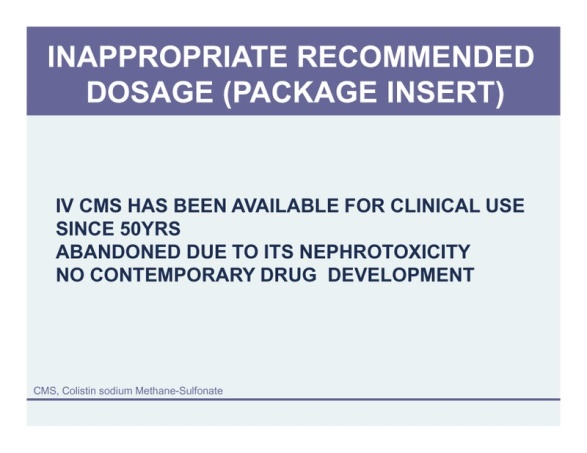 INAPPROPRIATE RECOMMENDED
DOSAGE (PACKAGE INSERT)
IV CMS HAS BEEN AVAILABLE FOR CLINICAL USE
SINCE 50YRS
ABANDONED DUE TO ITS NEPHROTOXICITY
NO CONTEMPORARY DRUG  DEVELOPMENT
CMS, Colistin sodium Methane-Sulfonate